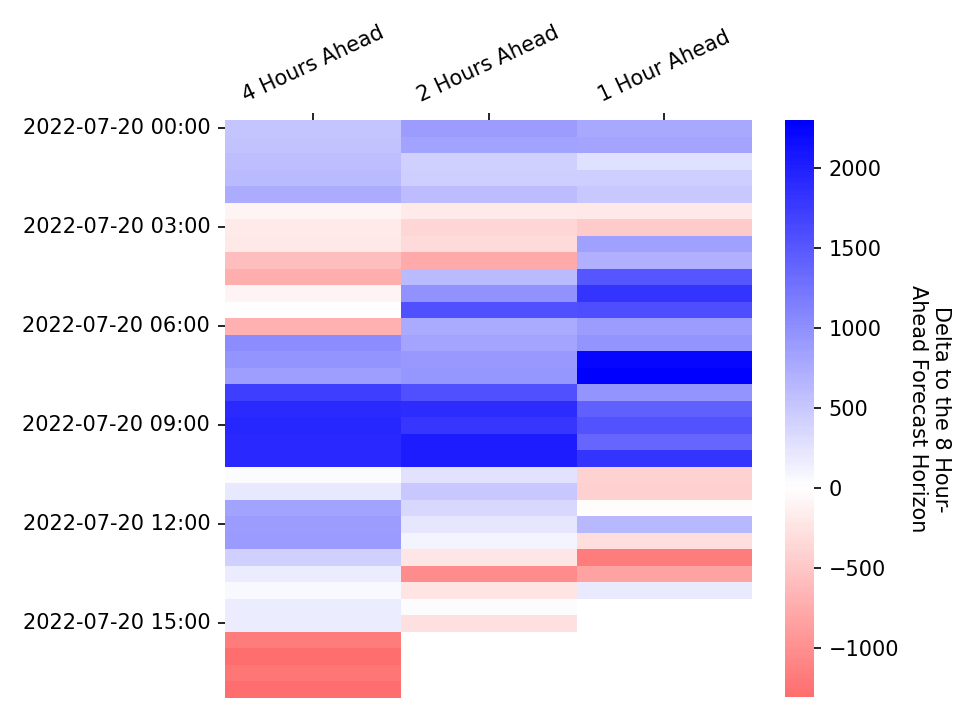 4 Hours Ahead
2 Hours Ahead
1 Hour Ahead
2022-07-20 00:00
2022-07-20 03:00
2022-07-20 06:00
2022-07-20 09:00
2022-07-20 12:00
2022-07-20 15:00
2000
1500
1000
500
0
−500
−1000
Delta to the 8 Hour-
Ahead Forecast Horizon